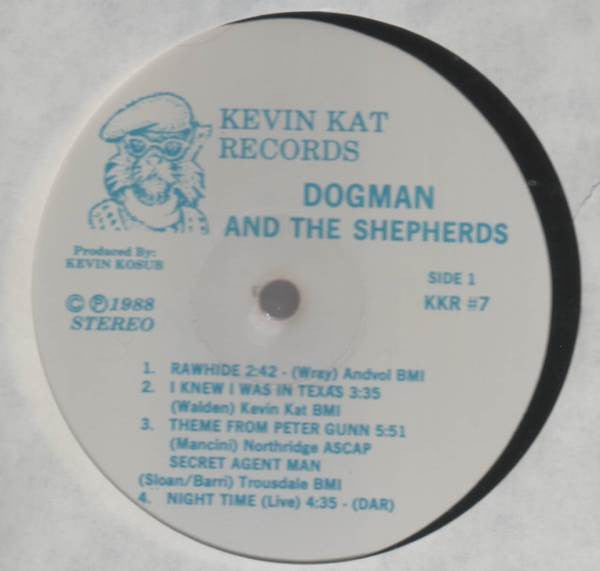 KEVIN KAT
RECORDS
DOGMAN
AND THE SHEPHERDS
Produced By:
KEVIN KOSUB
SIDE 1
© ℗ 1988
KKR #7
STEREO
1. RAWHIDE 2:42 - (Wray) Andvol BMI
2. I KNEW I WAS IN TEXAS 3:35
(Walden) Kevin Kat BMI
3. THEME FROM PETER GUNN 5:51
(Mancini) Northridge ASCAP
SECRET AGENT MAN
(Sloan/Barri) Trousdale BMI
4. NIGHT TIME (Live) 4:35 - (DAR)